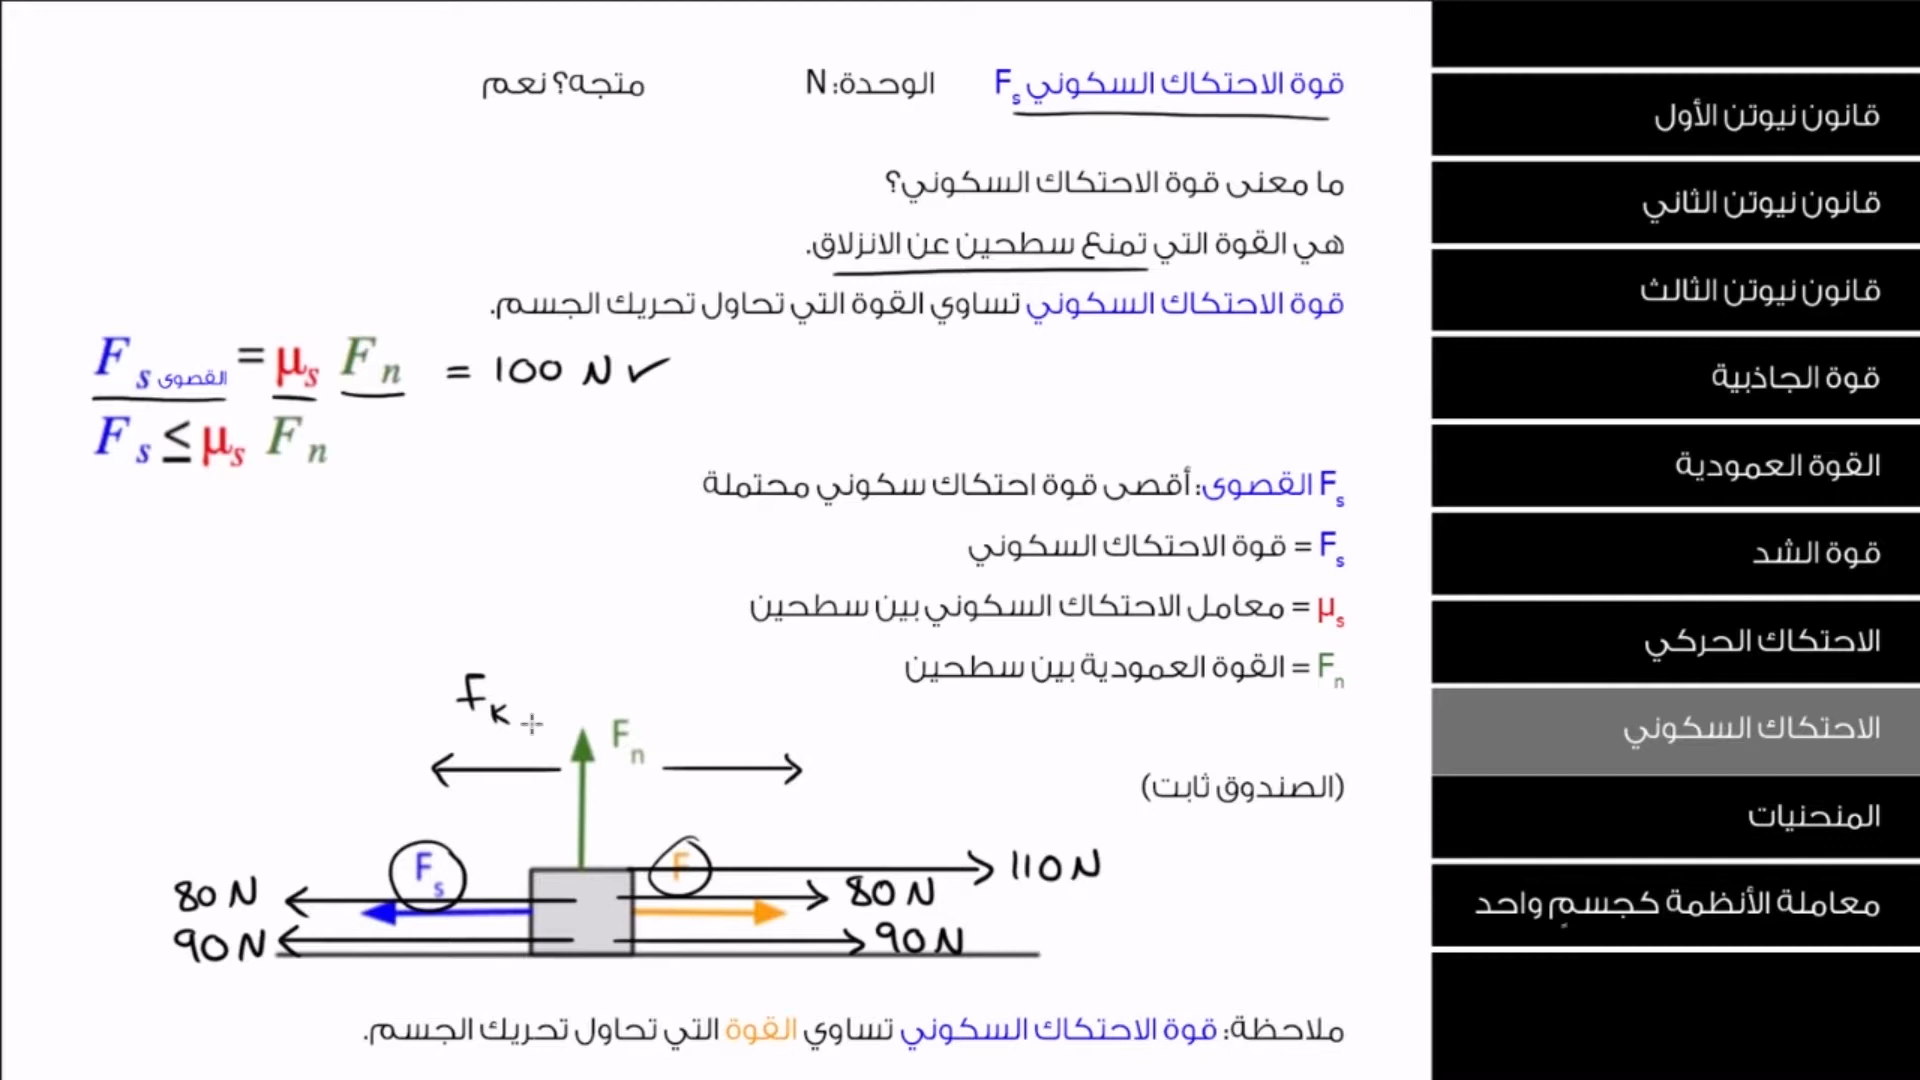 قوة الاحتكاك السكوني Fs الوحدة: N متجه؟ نعم
ما معنى قوة الاحتكاك السكوني؟
هي القوة التي تمنع سطحين عن الانزلاق.
قوة الاحتكاك السكوني تساوي القوة التي تحاول تحريك الجسم.
Fs القصوى = μs Fn = 100 N ✓
Fs ≤ μs Fn
Fs القصوى: أقصى قوة احتكاك سكوني محتملة
Fs = قوة الاحتكاك السكوني
μs = معامل الاحتكاك السكوني بين سطحين
Fn = القوة العمودية بين سطحين
(الصندوق ثابت)
Fk
Fn
Fs
F
110 N
80 N
80 N
90 N
90 N
ملاحظة: قوة الاحتكاك السكوني تساوي القوة التي تحاول تحريك الجسم.
قانون نيوتن الأول
قانون نيوتن الثاني
قانون نيوتن الثالث
قوة الجاذبية
القوة العمودية
قوة الشد
الاحتكاك الحركي
الاحتكاك السكوني
المنحنيات
معاملة الأنظمة كجسمٍ واحد